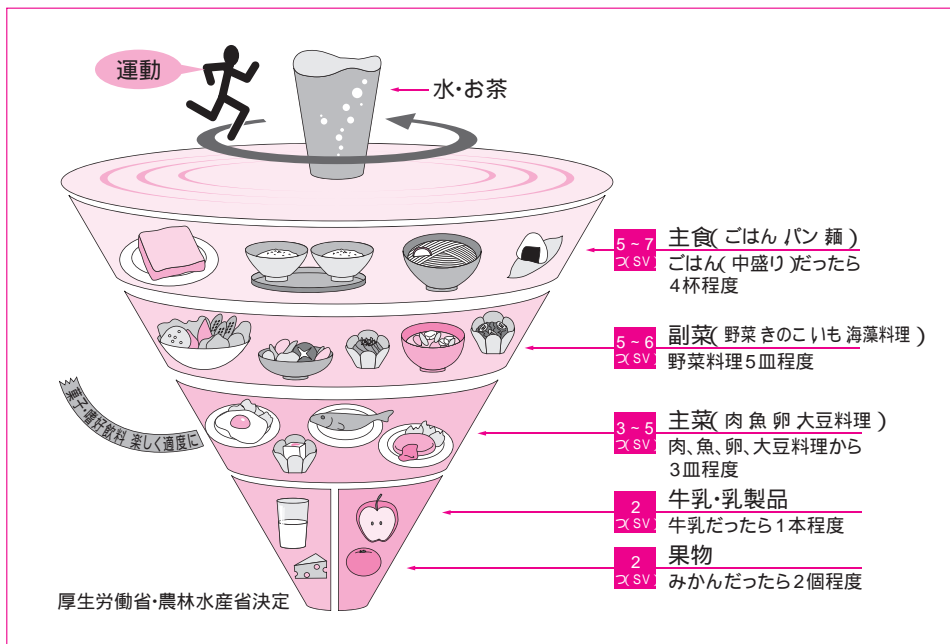 運動
水・お茶
5~7
つ(SV)
主食(ごはん、パン、麺)
ごはん(中盛り)だったら
4杯程度
5~6
つ(SV)
副菜(野菜、きのこ、いも、海藻料理)
野菜料理5皿程度
菓子・嗜好飲料 楽しく適度に
3~5
つ(SV)
主菜(肉、魚、卵、大豆料理)
肉、魚、卵、大豆料理から
3皿程度
2
つ(SV)
牛乳・乳製品
牛乳だったら1本程度
2
つ(SV)
果物
みかんだったら2個程度
厚生労働省・農林水産省決定